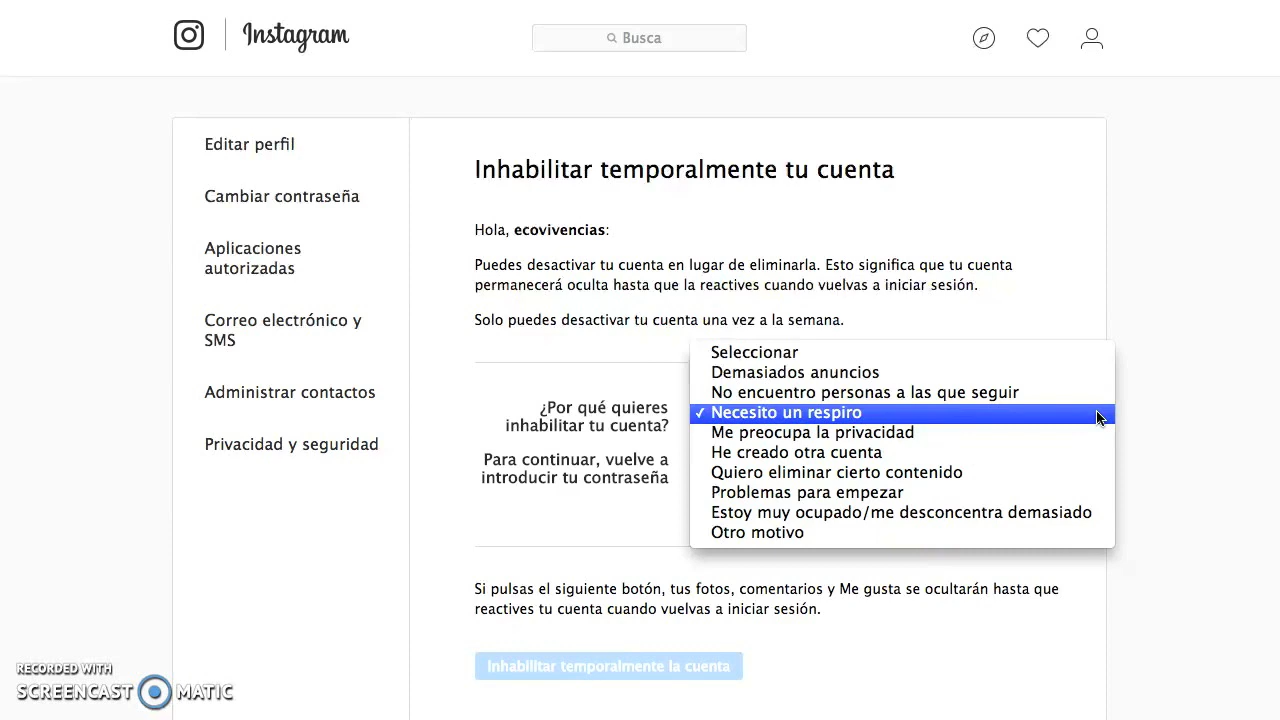 Instagram
Busca
Editar perfil
Cambiar contraseña
Aplicaciones
autorizadas
Correo electrónico y
SMS
Administrar contactos
Privacidad y seguridad
Inhabilitar temporalmente tu cuenta
Hola, ecovivencias:
Puedes desactivar tu cuenta en lugar de eliminarla. Esto significa que tu cuenta
permanecerá oculta hasta que la reactives cuando vuelvas a iniciar sesión.
Solo puedes desactivar tu cuenta una vez a la semana.
¿Por qué quieres
inhabilitar tu cuenta?
Seleccionar
Demasiados anuncios
No encuentro personas a las que seguir
✓ Necesito un respiro
Me preocupa la privacidad
He creado otra cuenta
Quiero eliminar cierto contenido
Problemas para empezar
Estoy muy ocupado/me desconcentra demasiado
Otro motivo
Para continuar, vuelve a
introducir tu contraseña
Si pulsas el siguiente botón, tus fotos, comentarios y Me gusta se ocultarán hasta que
reactives tu cuenta cuando vuelvas a iniciar sesión.
Inhabilitar temporalmente la cuenta
RECORDED WITH
SCREENCAST MATIC